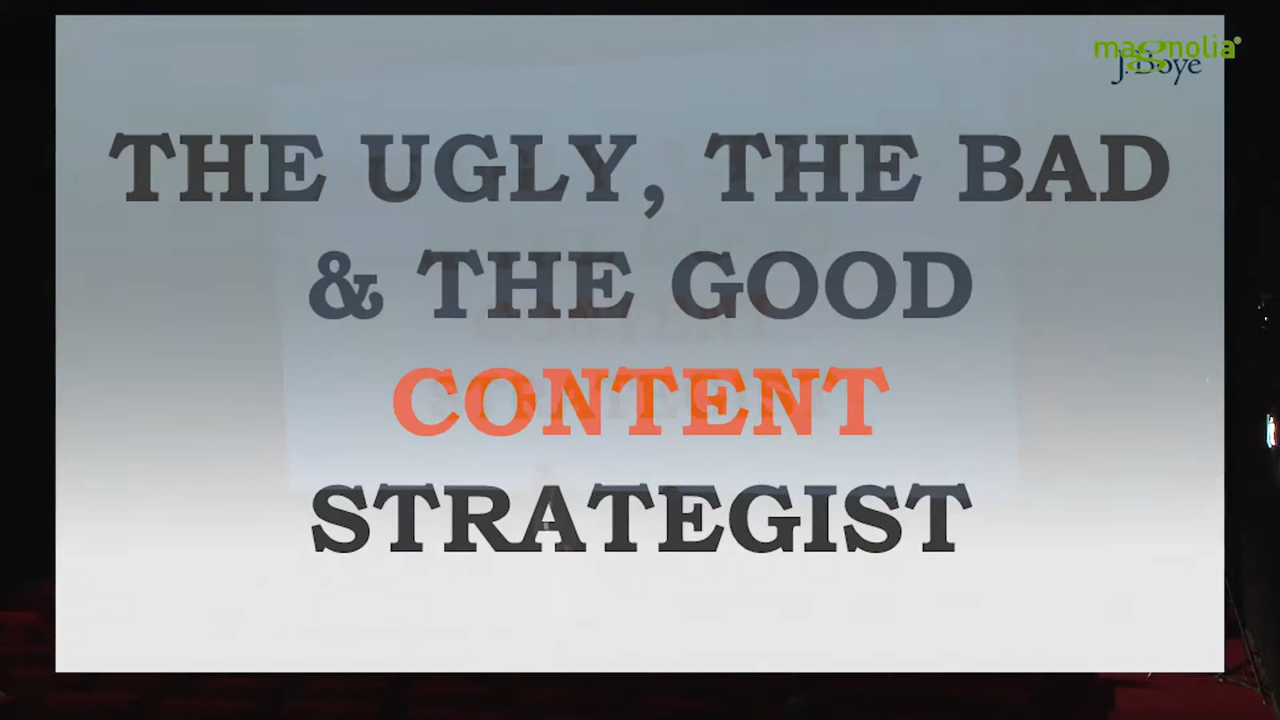 magnolia
J.Boye
THE UGLY, THE BAD
& THE GOOD
CONTENT
STRATEGIST